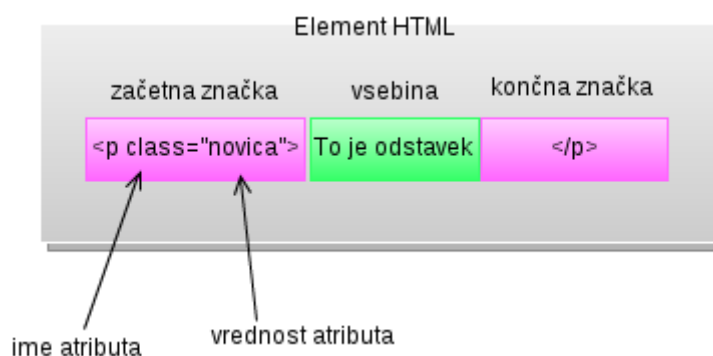 Element HTML
začetna značka vsebina končna značka
<p class="novica"> To je odstavek </p>
ime atributa vrednost atributa